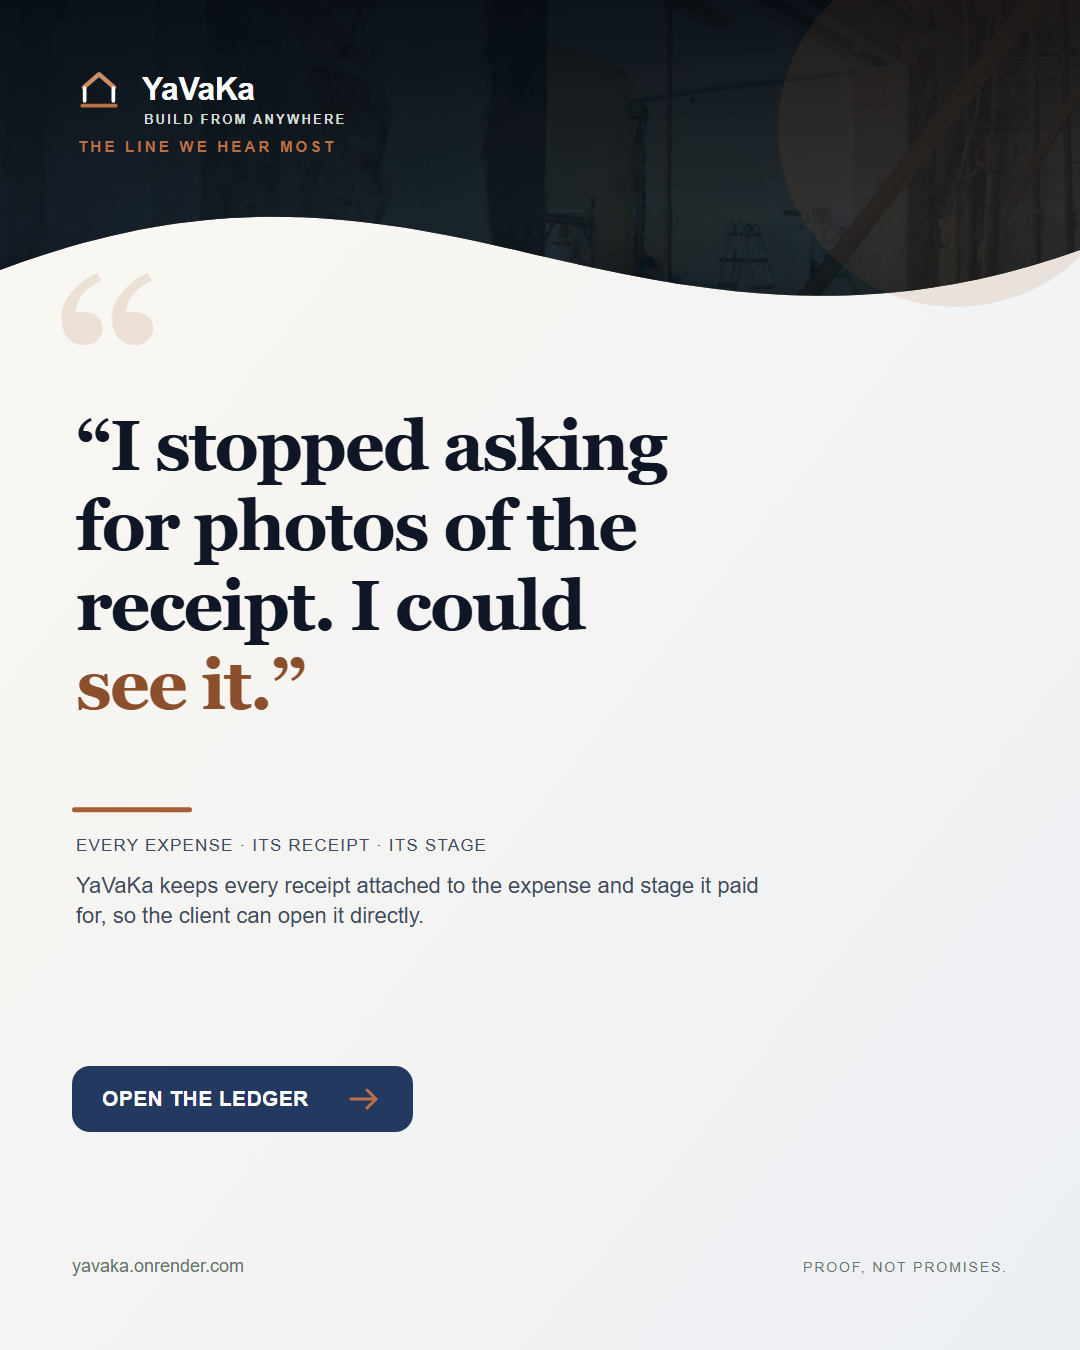 YaVaKa
BUILD FROM ANYWHERE
THE LINE WE HEAR MOST
“I stopped asking
for photos of the
receipt. I could
see it.”
EVERY EXPENSE · ITS RECEIPT · ITS STAGE
YaVaKa keeps every receipt attached to the expense and stage it paid
for, so the client can open it directly.
OPEN THE LEDGER
yavaka.onrender.com
PROOF, NOT PROMISES.